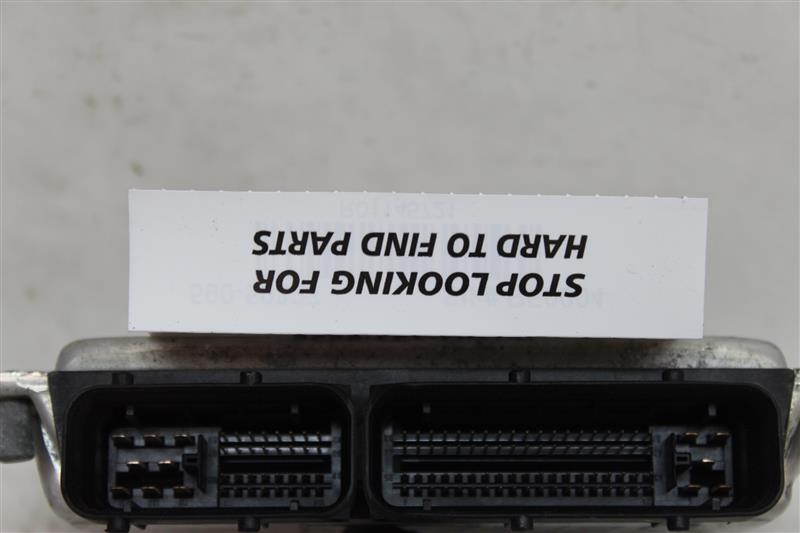 STOP LOOKING FOR
HARD TO FIND PARTS